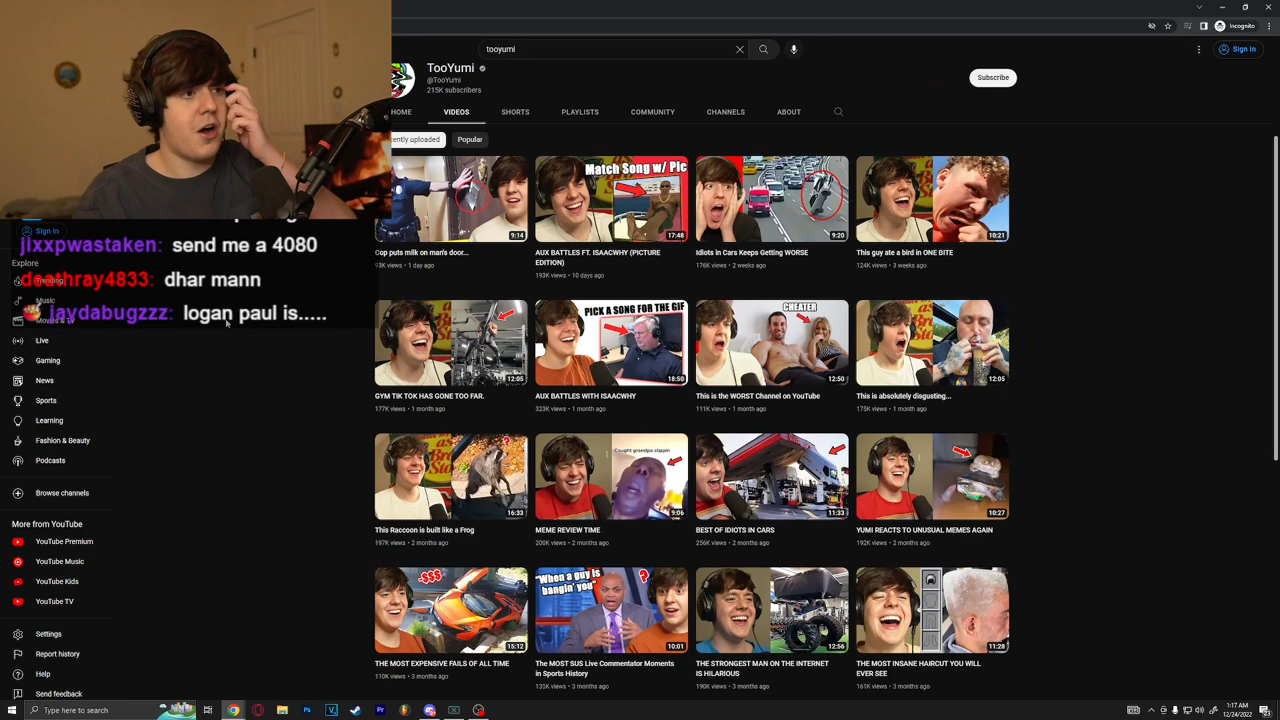 Incognito
tooyumi
Sign in
TooYumi
@TooYumi
215K subscribers
Subscribe
HOME
VIDEOS
SHORTS
PLAYLISTS
COMMUNITY
CHANNELS
ABOUT
ently uploaded
Popular
Sign in
jixxpwastaken: send me a 4080
Explore
deathray4833: dhar mann
Trending
Music
jaydabugzzz: logan paul is.....
Movies & TV
Live
Gaming
News
Sports
Learning
Fashion & Beauty
Podcasts
Browse channels
More from YouTube
YouTube Premium
YouTube Music
YouTube Kids
YouTube TV
Settings
Report history
Help
Send feedback
9:14
Cop puts milk on man's door...
93K views • 1 day ago
Match Song w/ Pic
17:48
AUX BATTLES FT. ISAACWHY (PICTURE
EDITION)
193K views • 10 days ago
9:20
Idiots in Cars Keeps Getting WORSE
176K views • 2 weeks ago
10:21
This guy ate a bird in ONE BITE
124K views • 3 weeks ago
12:05
GYM TIK TOK HAS GONE TOO FAR.
177K views • 1 month ago
PICK A SONG FOR THE GIF
18:50
AUX BATTLES WITH ISAACWHY
323K views • 1 month ago
CHEATER
12:50
This is the WORST Channel on YouTube
111K views • 1 month ago
12:05
This is absolutely disgusting...
175K views • 1 month ago
?
16:33
This Raccoon is built like a Frog
197K views • 2 months ago
Caught grandpa slippin
9:06
MEME REVIEW TIME
200K views • 2 months ago
11:33
BEST OF IDIOTS IN CARS
256K views • 2 months ago
10:27
YUMI REACTS TO UNUSUAL MEMES AGAIN
192K views • 2 months ago
-$$$
15:12
THE MOST EXPENSIVE FAILS OF ALL TIME
110K views • 3 months ago
"When a guy is
bangin' you"
?
10:01
The MOST SUS Live Commentator Moments
in Sports History
135K views • 3 months ago
12:56
THE STRONGEST MAN ON THE INTERNET
IS HILARIOUS
190K views • 3 months ago
11:28
THE MOST INSANE HAIRCUT YOU WILL
EVER SEE
161K views • 3 months ago
Type here to search
1:17 AM
12/24/2022